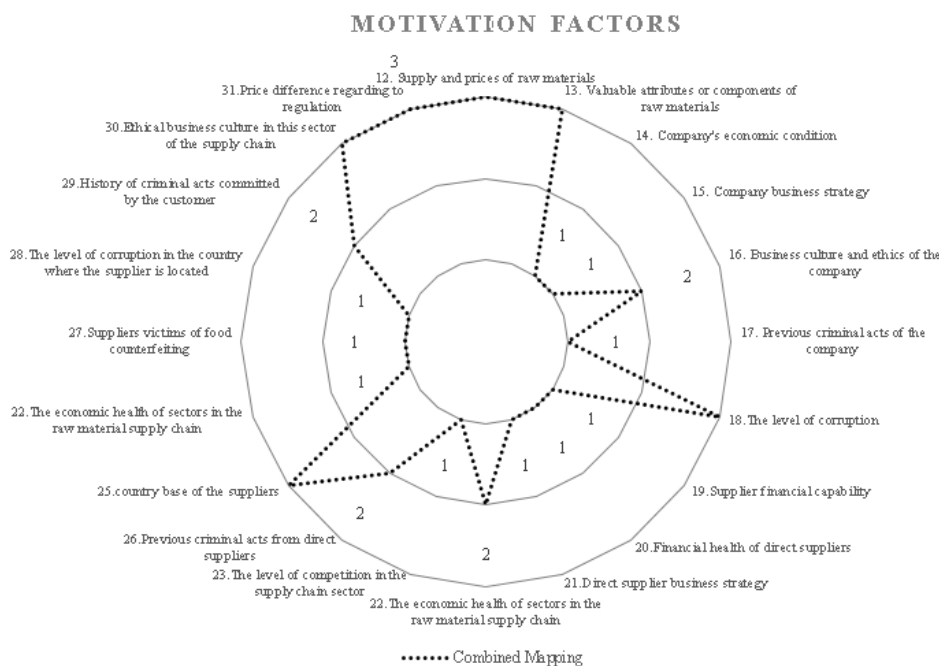 MOTIVATION FACTORS
3
12. Supply and prices of raw materials
13. Valuable attributes or components of
raw materials
14. Company's economic condition
15. Company business strategy
16. Business culture and ethics of the
company
17. Previous criminal acts of the
company
18.The level of corruption
19.Supplier financial capability
20.Financial health of direct suppliers
21.Direct supplier business strategy
22.The economic health of sectors in the
raw material supply chain
23.The level of competition in the
supply chain sector
26.Previous criminal acts from direct
suppliers
25.country base of the suppliers
22.The economic health of sectors in the
raw material supply chain
27.Suppliers victims of food
counterfeiting
28.The level of corruption in the country
where the supplier is located
29.History of criminal acts committed
by the customer
30.Ethical business culture in this sector
of the supply chain
31.Price difference regarding to
regulation
1
1
2
1
1
1
1
2
1
2
1
1
1
2
Combined Mapping